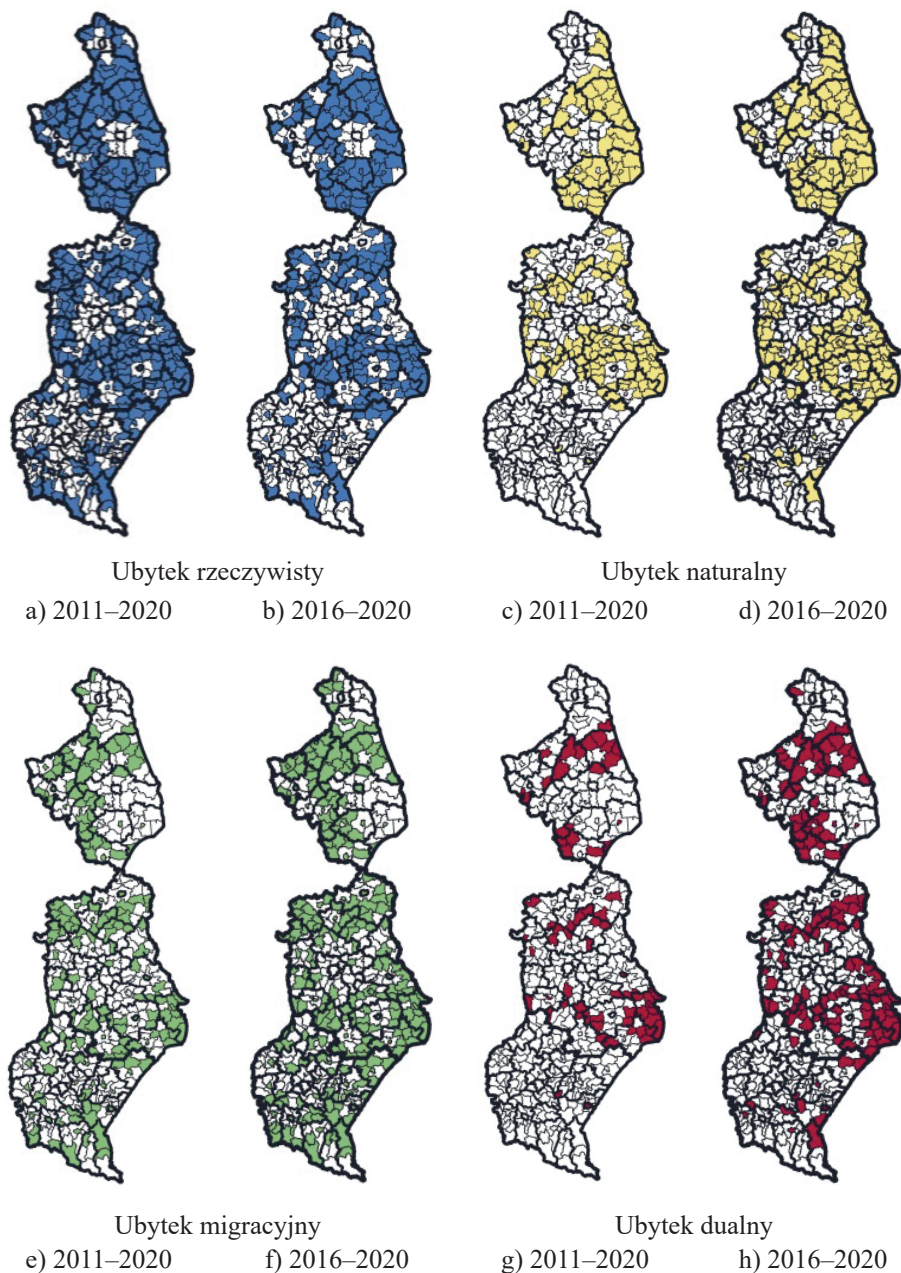 Ubytek rzeczywisty Ubytek naturalny
a) 2011–2020 b) 2016–2020 c) 2011–2020 d) 2016–2020
Ubytek migracyjny Ubytek dualny
e) 2011–2020 f) 2016–2020 g) 2011–2020 h) 2016–2020